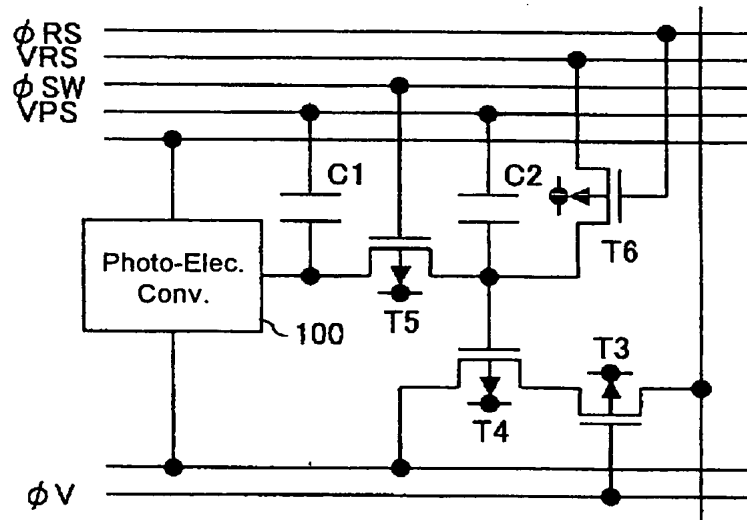 φRS
VRS
φSW
VPS
C1
C2
T6
Photo-Elec.
Conv.
100
T5
T3
T4
φV